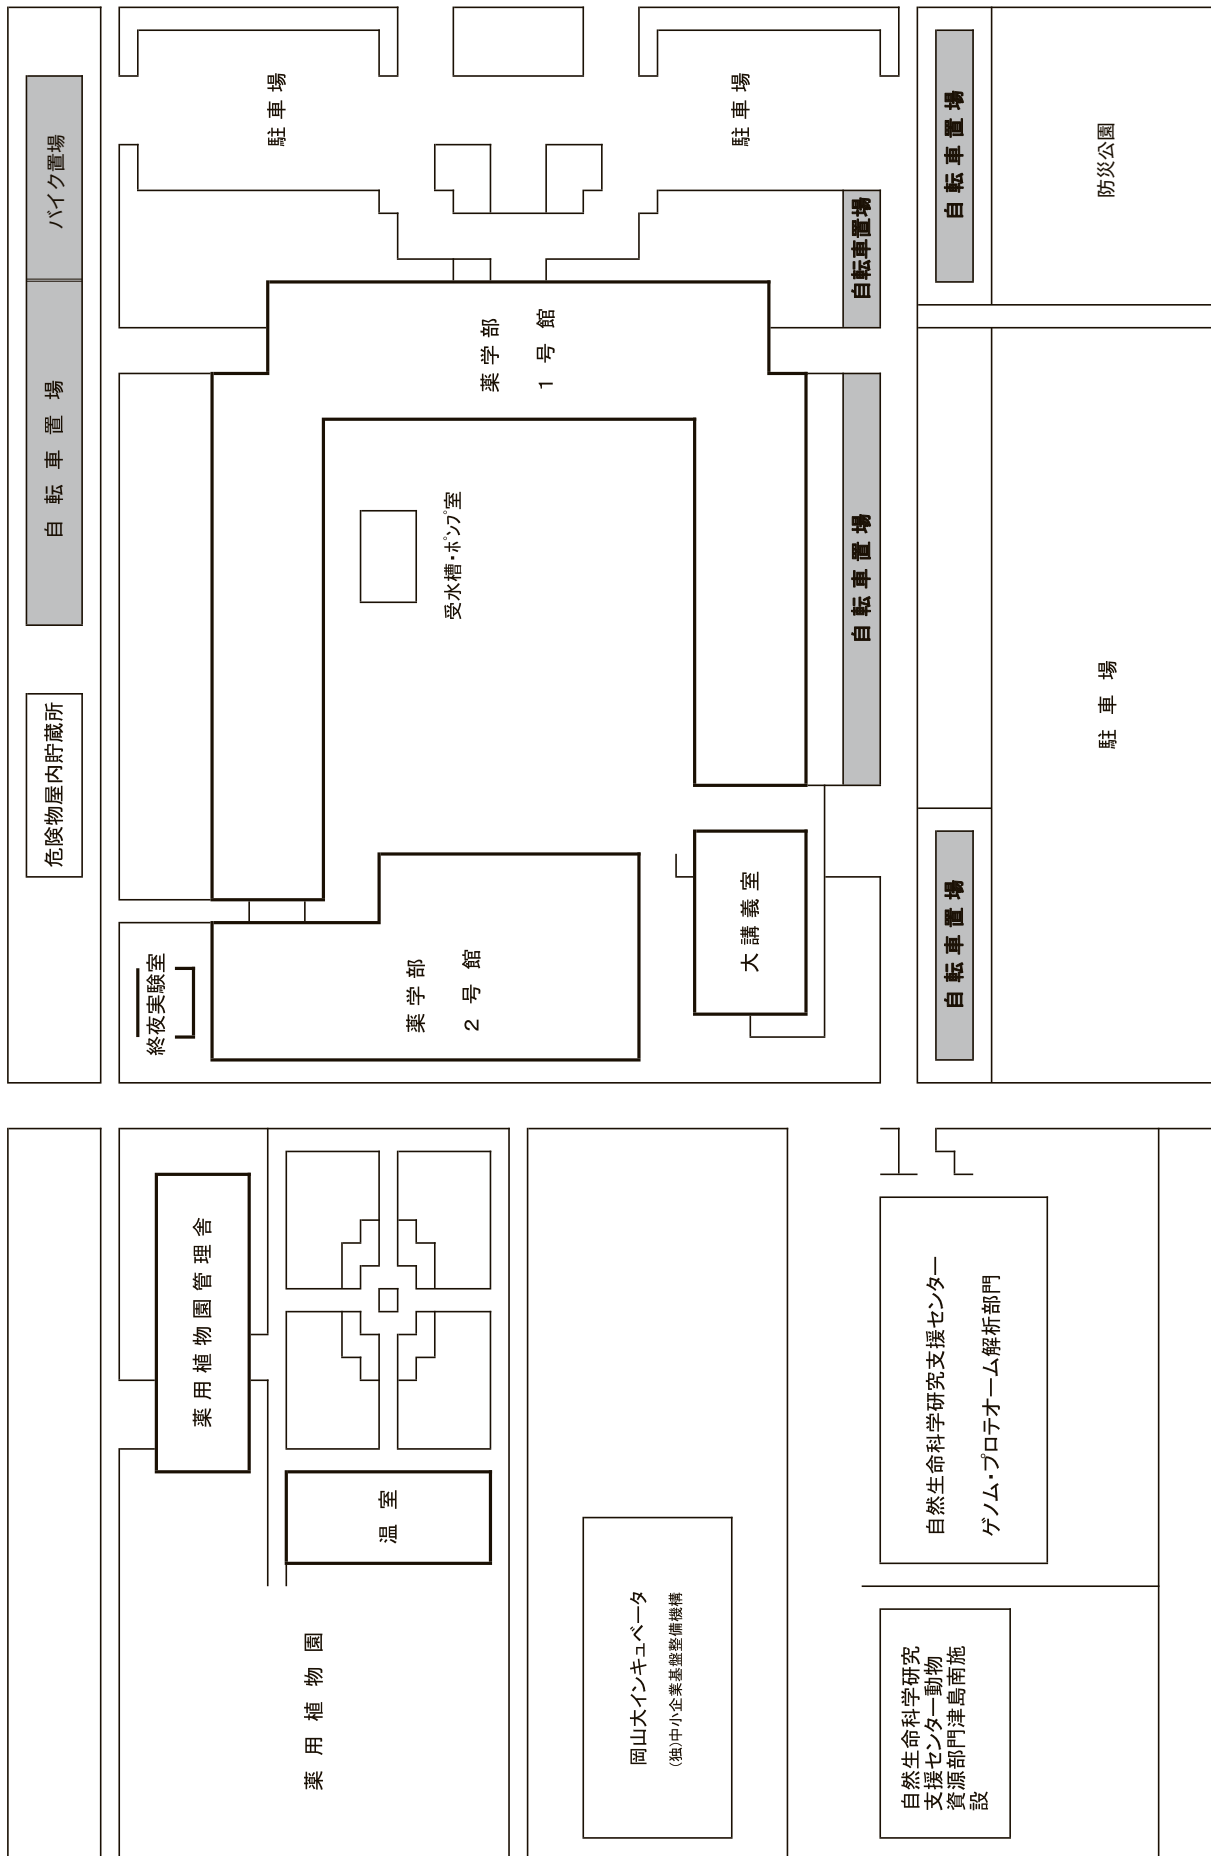 バイク置場
自転車置場
危険物屋内貯蔵所
駐車場
駐車場
自転車置場
防災公園
自転車置場
薬学部
1号館
受水槽・ポンプ室
自転車置場
駐車場
大講義室
自転車置場
終夜実験室
薬学部
2号館
薬用植物園管理舎
温室
薬用植物園
岡山大インキュベータ
(独)中小企業基盤整備機構
自然生命科学研究支援センター
ゲノム・プロテオーム解析部門
自然生命科学研究
支援センター動物
資源部門津島南施
設